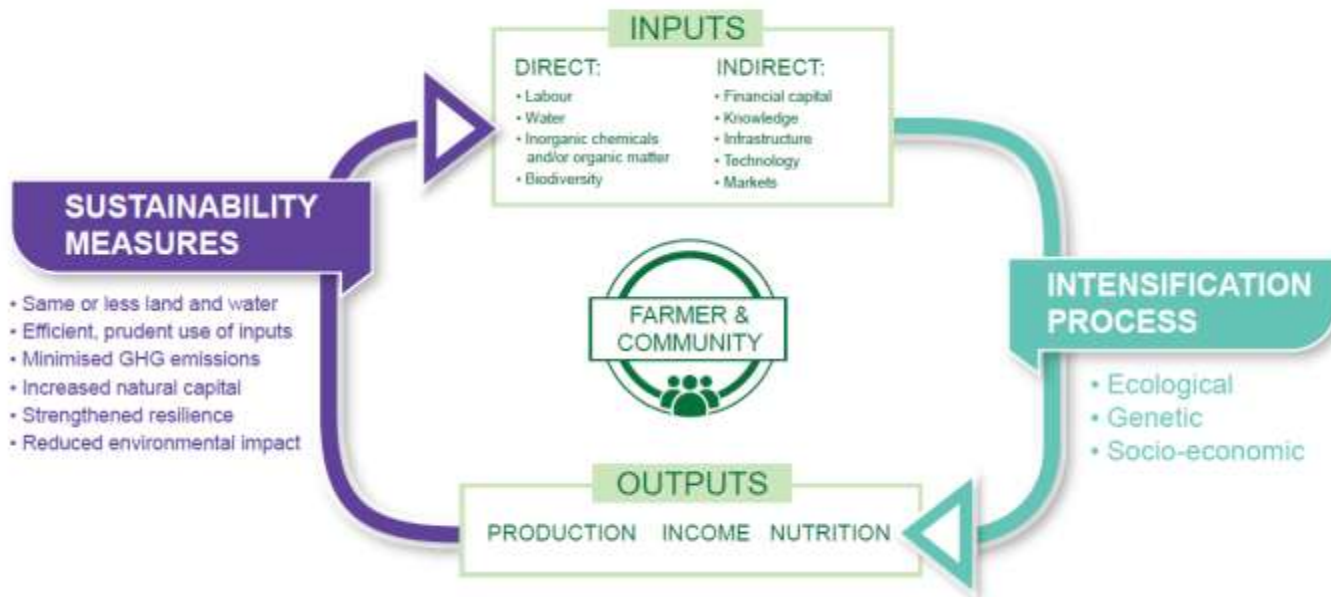 INPUTS
DIRECT:
• Labour
• Water
• Inorganic chemicals
and/or organic matter
• Biodiversity
INDIRECT:
• Financial capital
• Knowledge
• Infrastructure
• Technology
• Markets
SUSTAINABILITY
MEASURES
• Same or less land and water
• Efficient, prudent use of inputs
• Minimised GHG emissions
• Increased natural capital
• Strengthened resilience
• Reduced environmental impact
FARMER &
COMMUNITY
INTENSIFICATION
PROCESS
• Ecological
• Genetic
• Socio-economic
OUTPUTS
PRODUCTION INCOME NUTRITION